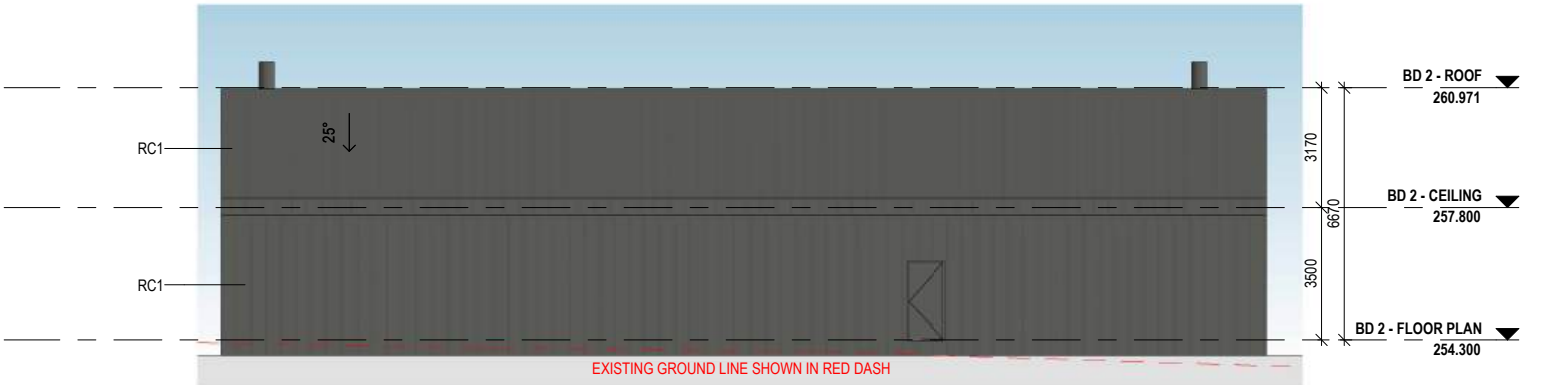 BD 2 - ROOF
260.971
25°
RC1
3170
BD 2 - CEILING
257.800
6670
RC1
3500
BD 2 - FLOOR PLAN
254.300
EXISTING GROUND LINE SHOWN IN RED DASH